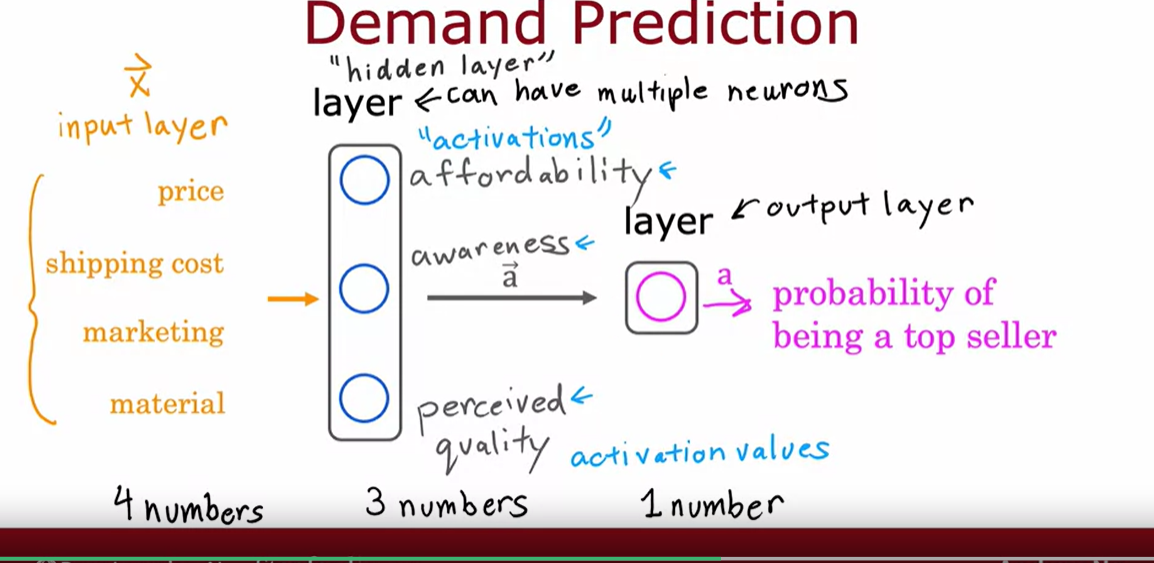 Demand Prediction
"hidden layer"
layer ← can have multiple neurons
x⃗
input layer
"activations"
price
affordability ←
layer ← output layer
shipping cost
awareness ←
a⃗
a
probability of
being a top seller
marketing
material
perceived ←
quality
activation values
4 numbers
3 numbers
1 number